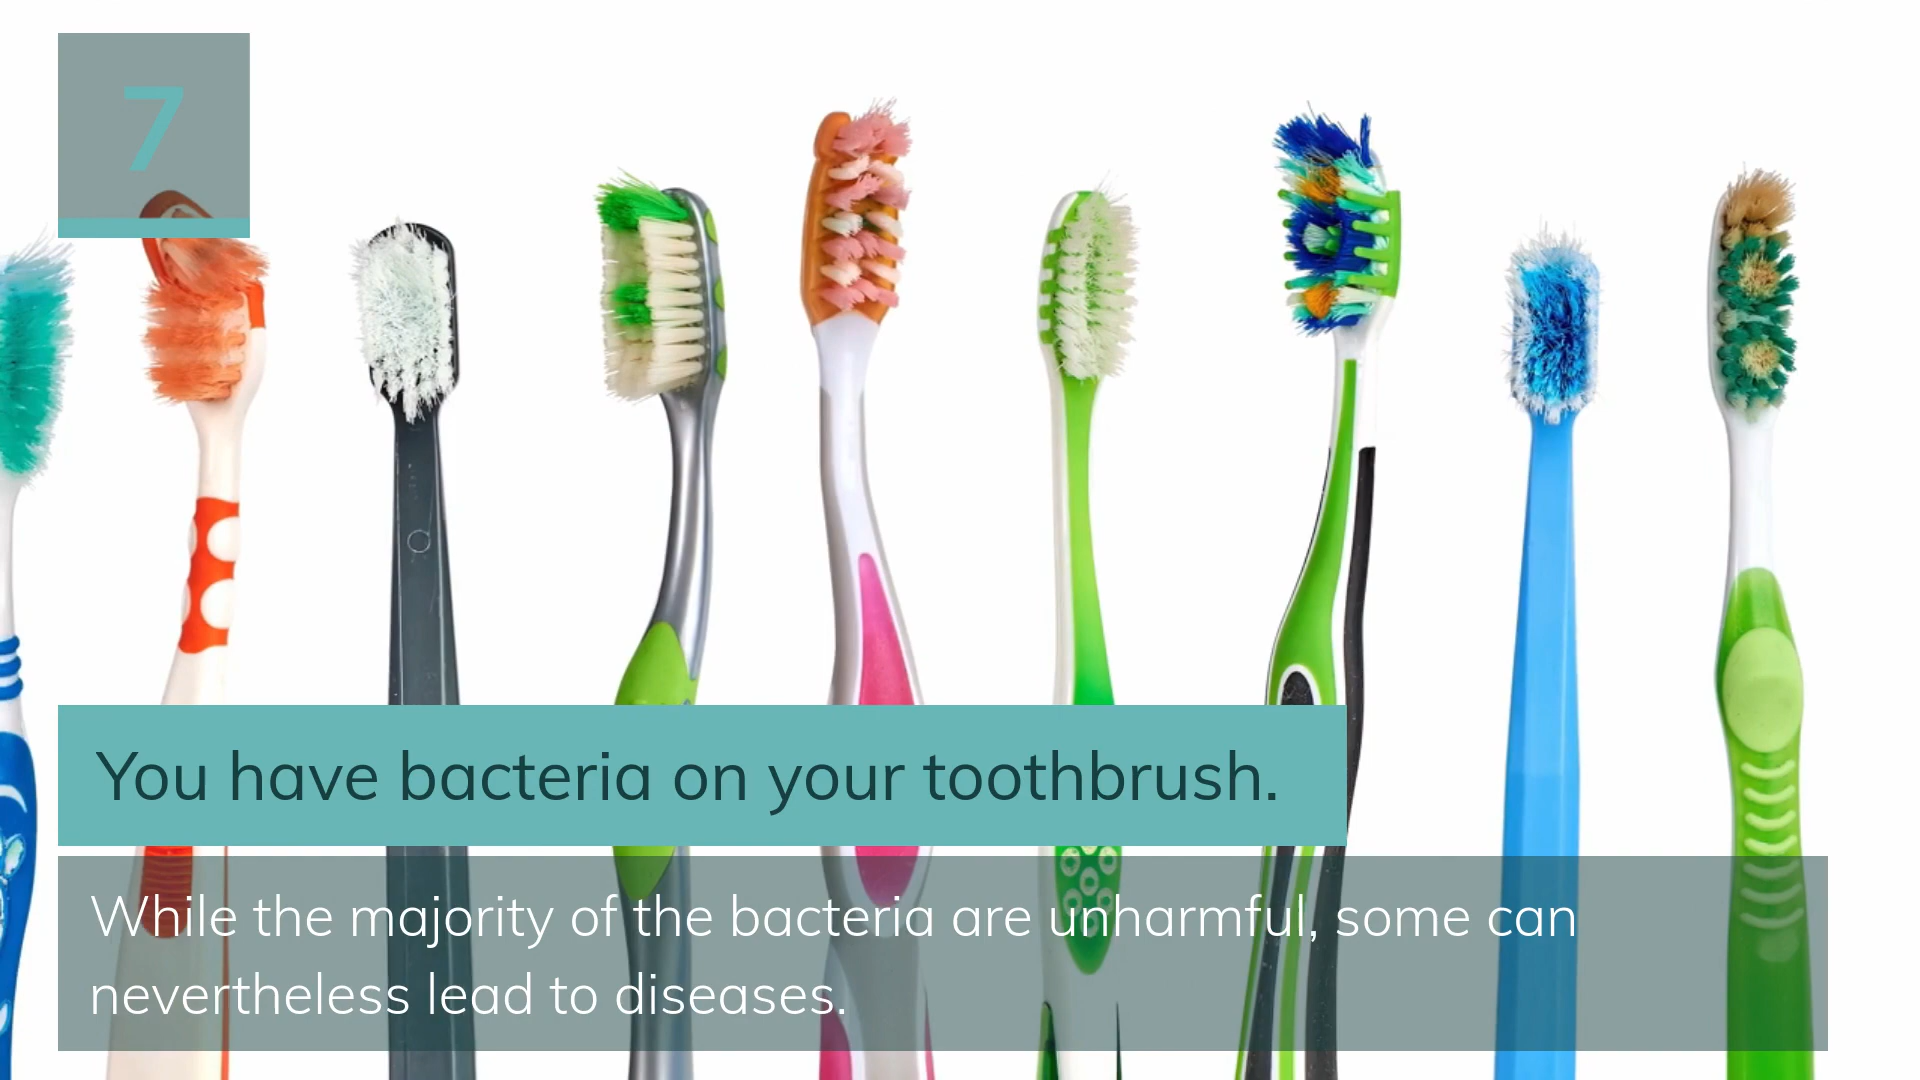 7
You have bacteria on your toothbrush.
While the majority of the bacteria are unharmful, some can
nevertheless lead to diseases.